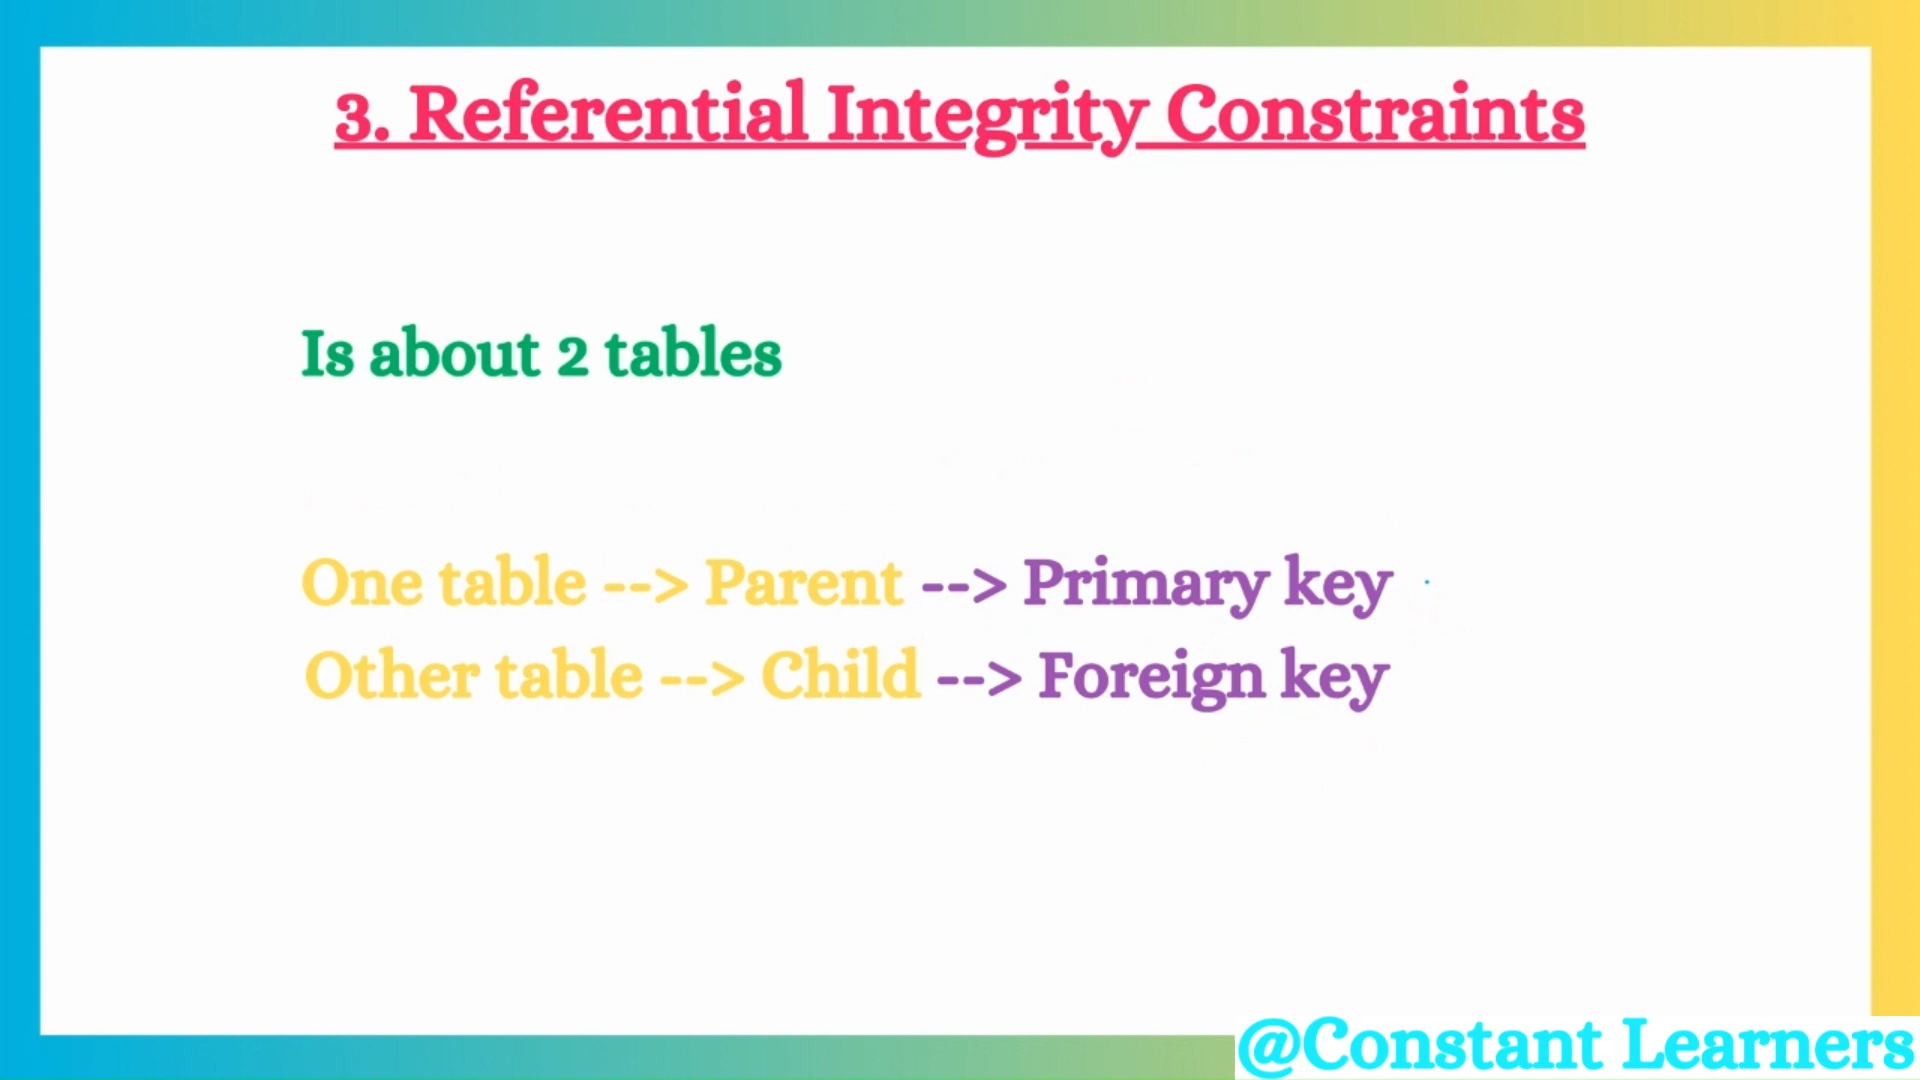 3. Referential Integrity Constraints
Is about 2 tables
One table --> Parent --> Primary key
Other table --> Child --> Foreign key
@Constant Learners